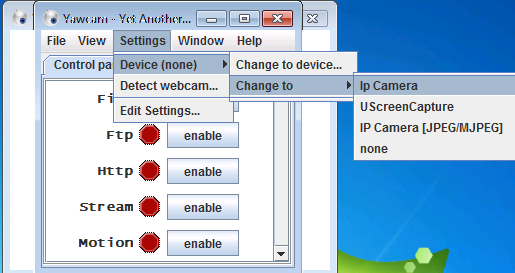 Yawcam - Yet Another...
File View Settings Window Help
Control pa
Device (none)
Change to device...
Detect webcam...
Change to
Ip Camera
Edit Settings...
UScreenCapture
IP Camera [JPEG/MJPEG]
none
Fi
Ftp enable
Http enable
Stream enable
Motion enable